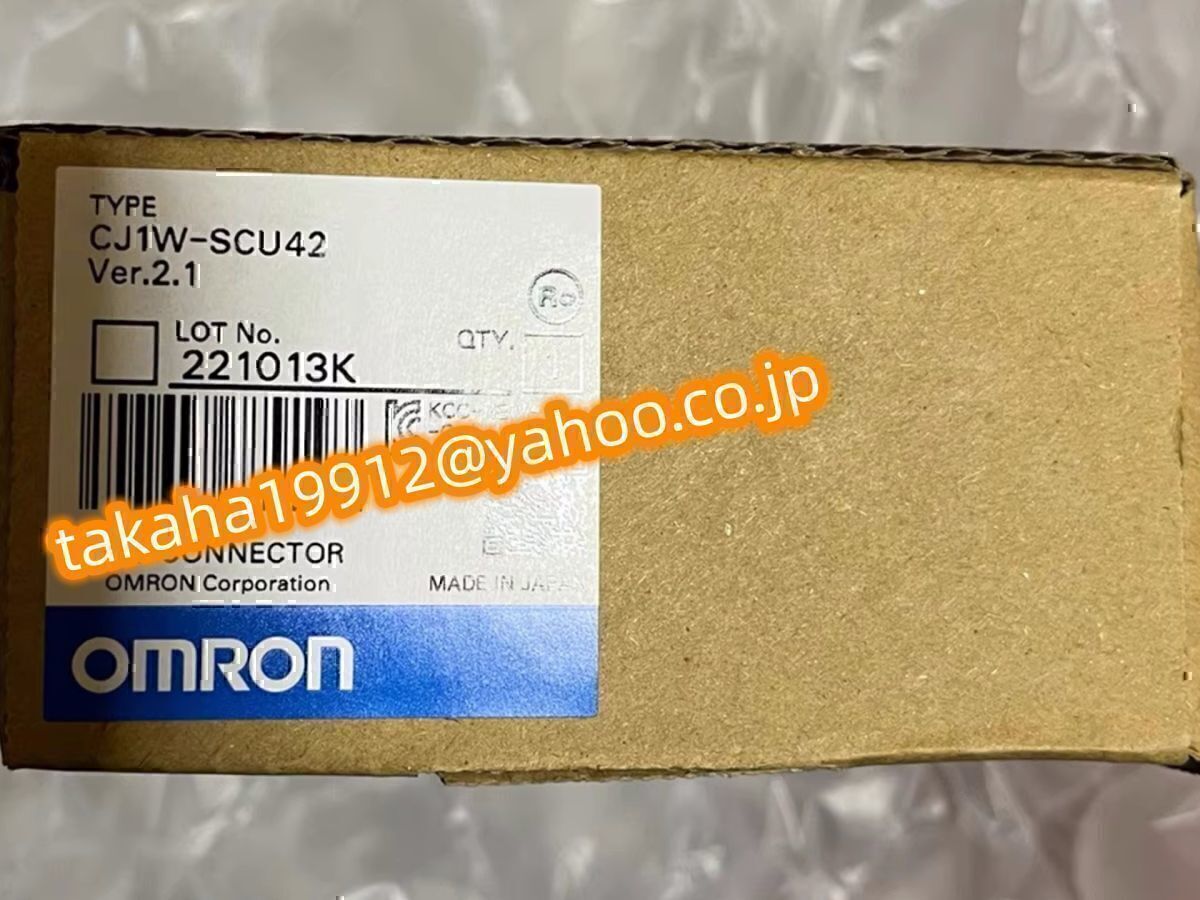 TYPE
CJ1W-SCU42
Ver.2.1
LOT No.
221013K
QTY.
takaha19912@yahoo.co.jp
OMRON Corporation
MADE IN JAPAN
OMRON